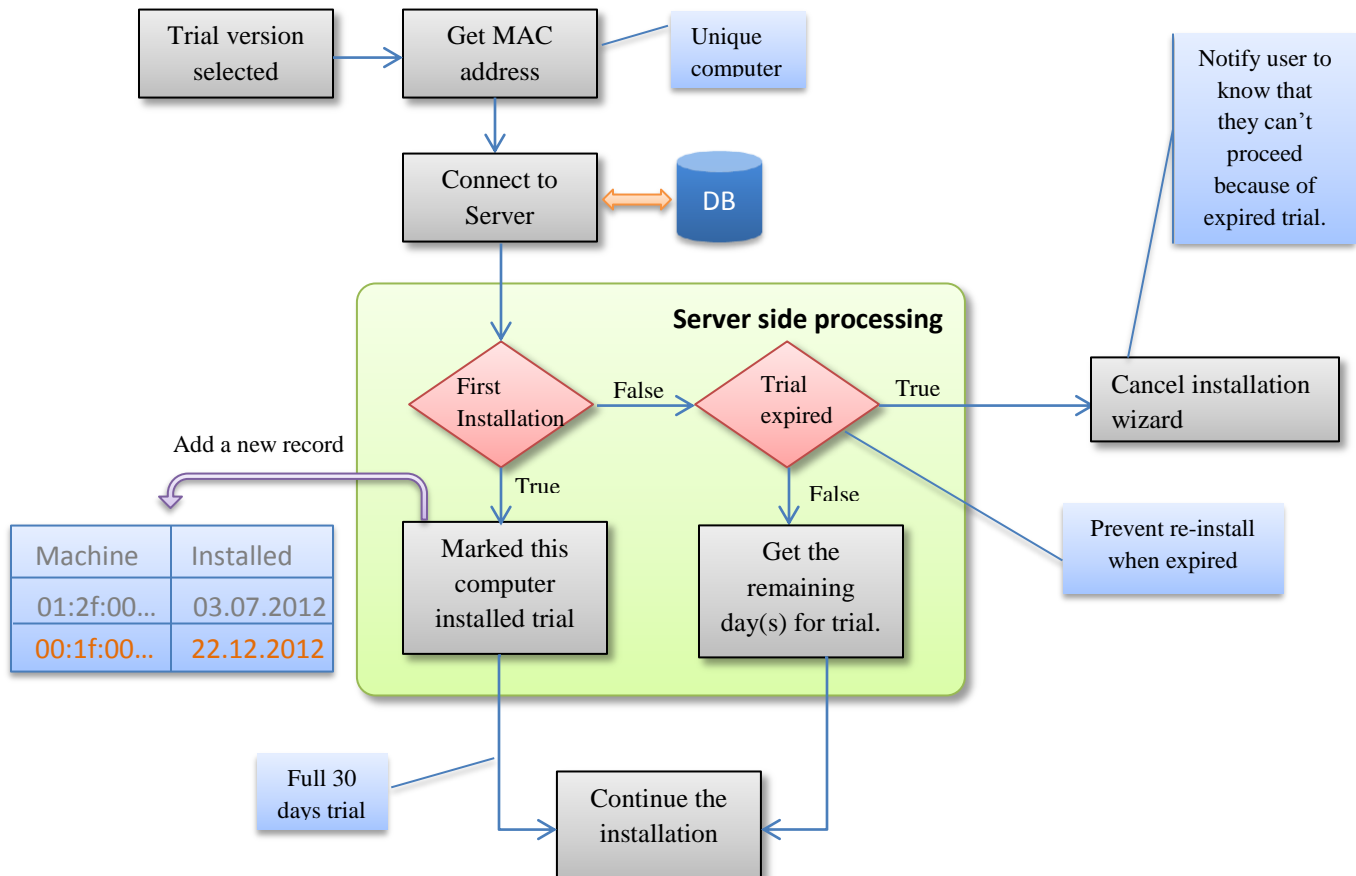 Trial version
selected
Get MAC
address
Unique
computer
Notify user to
know that
they can’t
proceed
because of
expired trial.
Connect to
Server
DB
Server side processing
First
Installation
False
Trial
expired
True
Cancel installation
wizard
Add a new record
True
False
Machine Installed
01:2f:00... 03.07.2012
00:1f:00... 22.12.2012
Marked this
computer
installed trial
Get the
remaining
day(s) for trial.
Prevent re-install
when expired
Full 30
days trial
Continue the
installation